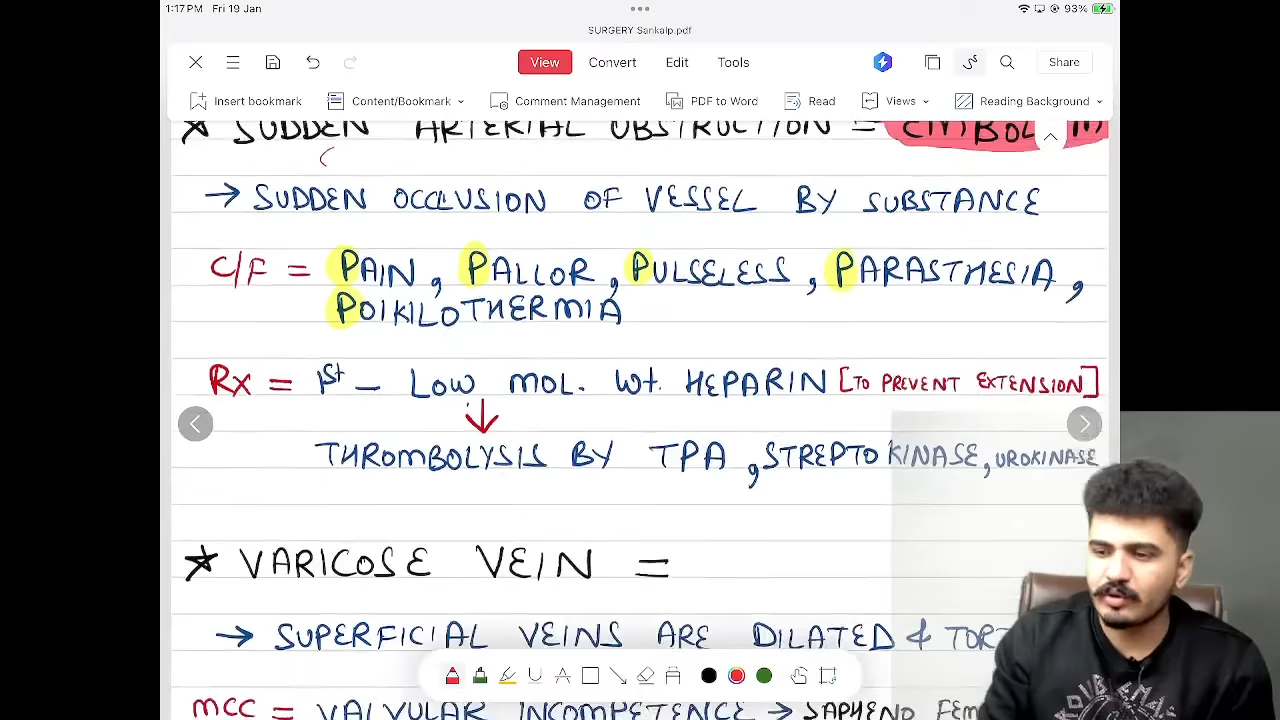 1:17 PM Fri 19 Jan
93%
SURGERY Sankalp.pdf
View Convert Edit Tools Share
Insert bookmark Content/Bookmark Comment Management PDF to Word Read Views Reading Background
★ SUDDEN ARTERIAL OBSTRUCTION = EMBOLISM
→ SUDDEN OCCLUSION OF VESSEL BY SUBSTANCE
C/F = PAIN, PALLOR, PULSELESS, PARASTHESIA,
POIKILOTHERMIA
Rx = 1st - LOW MOL. Wt. HEPARIN [TO PREVENT EXTENSION]
↓
THROMBOLYSIS BY TPA, STREPTOKINASE, UROKINASE
★ VARICOSE VEIN =
→ SUPERFICIAL VEINS ARE DILATED & TORT
MCC = VALVULAR INCOMPETENCE → SAPHENO FEM